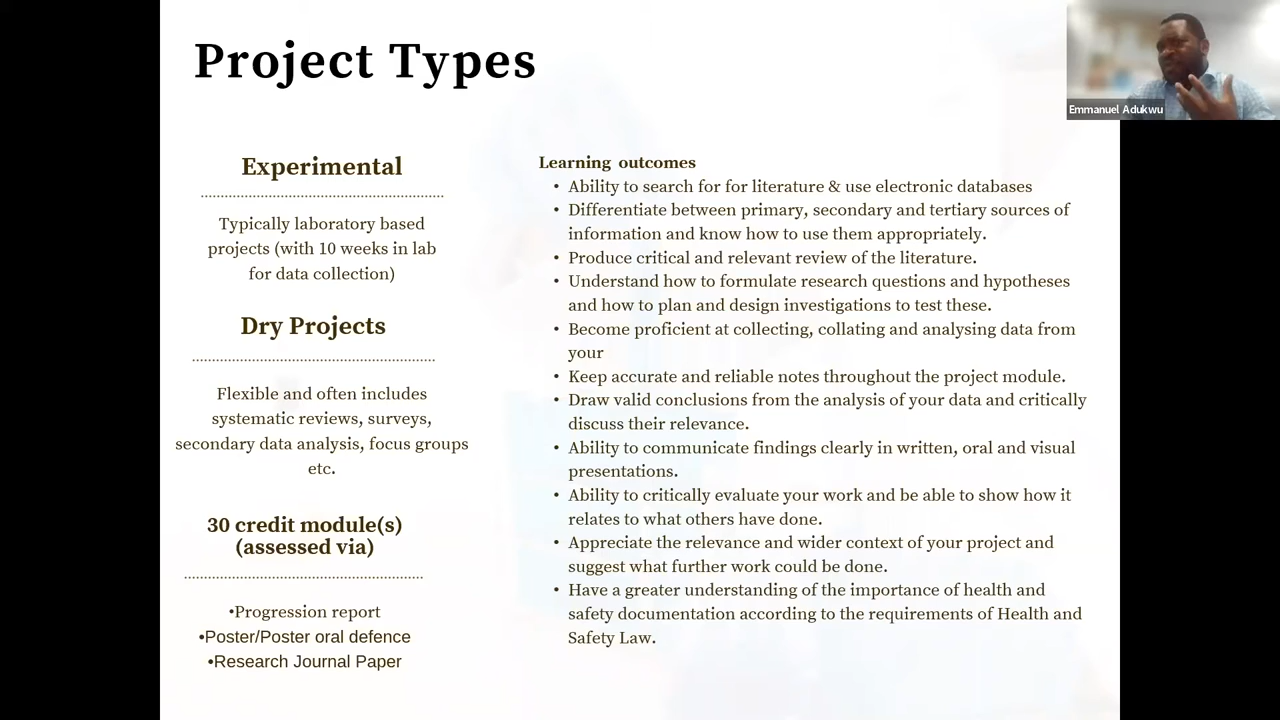 Project Types
Emmanuel Adukwu
Experimental
Typically laboratory based
projects (with 10 weeks in lab
for data collection)
Dry Projects
Flexible and often includes
systematic reviews, surveys,
secondary data analysis, focus groups
etc.
30 credit module(s)
(assessed via)
•Progression report
•Poster/Poster oral defence
•Research Journal Paper
Learning outcomes
• Ability to search for for literature & use electronic databases
• Differentiate between primary, secondary and tertiary sources of
information and know how to use them appropriately.
• Produce critical and relevant review of the literature.
• Understand how to formulate research questions and hypotheses
and how to plan and design investigations to test these.
• Become proficient at collecting, collating and analysing data from
your
• Keep accurate and reliable notes throughout the project module.
• Draw valid conclusions from the analysis of your data and critically
discuss their relevance.
• Ability to communicate findings clearly in written, oral and visual
presentations.
• Ability to critically evaluate your work and be able to show how it
relates to what others have done.
• Appreciate the relevance and wider context of your project and
suggest what further work could be done.
• Have a greater understanding of the importance of health and
safety documentation according to the requirements of Health and
Safety Law.